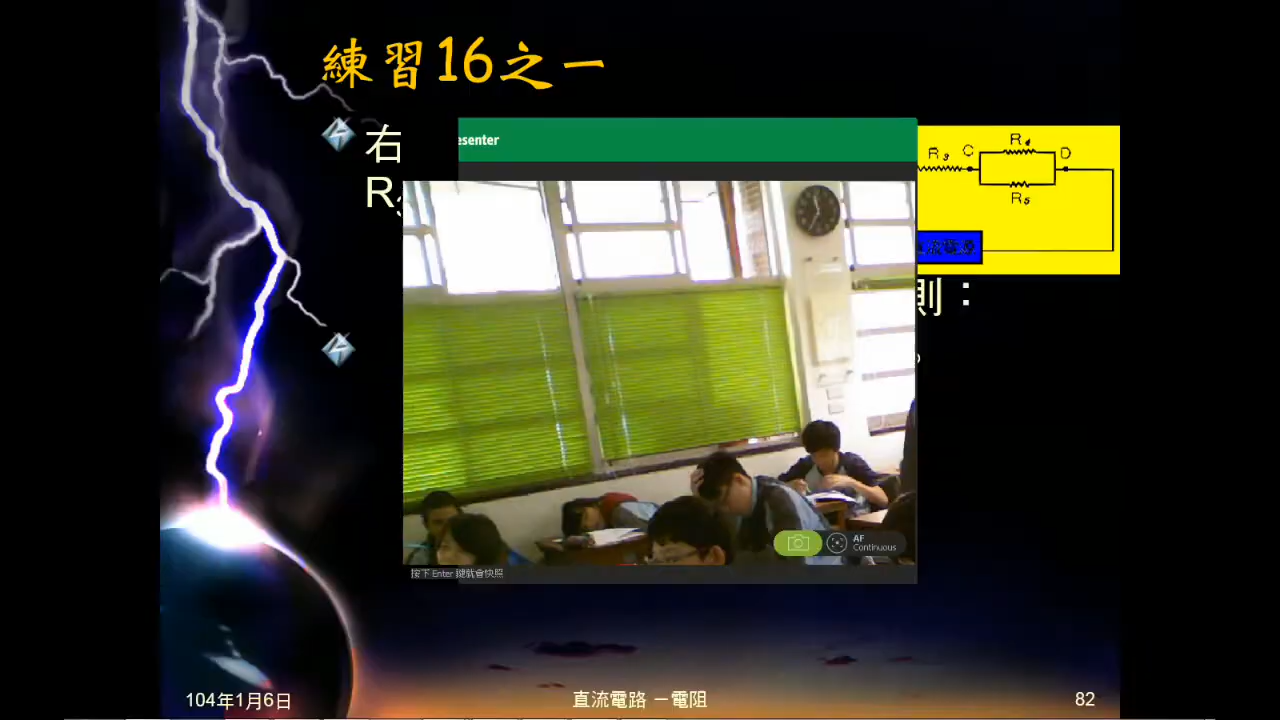 練習16之一
右
R
esenter
R₃ C R₄ D
R₅
則：
。
AF
Continuous
按下 Enter 鍵就會快照
104年1月6日
直流電路 －電阻
82